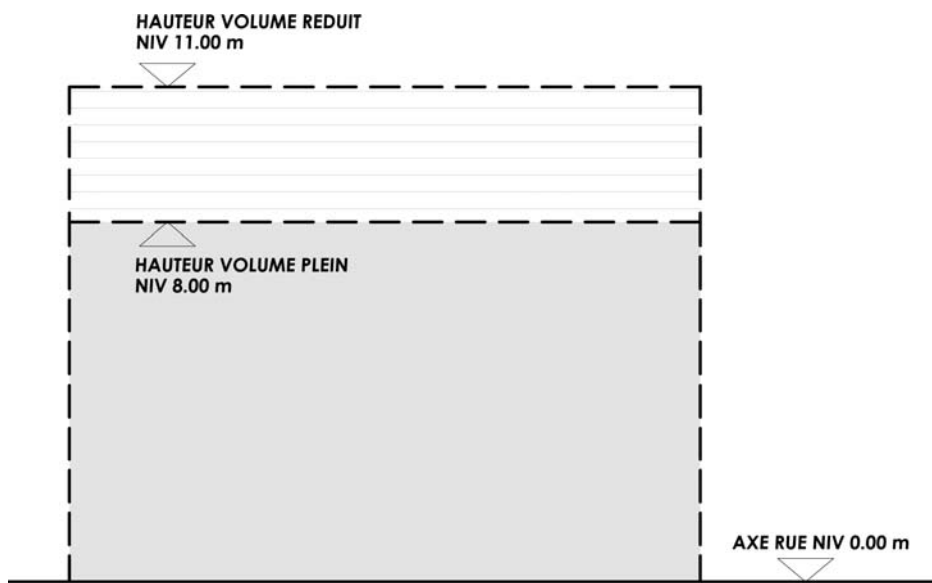 HAUTEUR VOLUME REDUIT
NIV 11.00 m
HAUTEUR VOLUME PLEIN
NIV 8.00 m
AXE RUE NIV 0.00 m